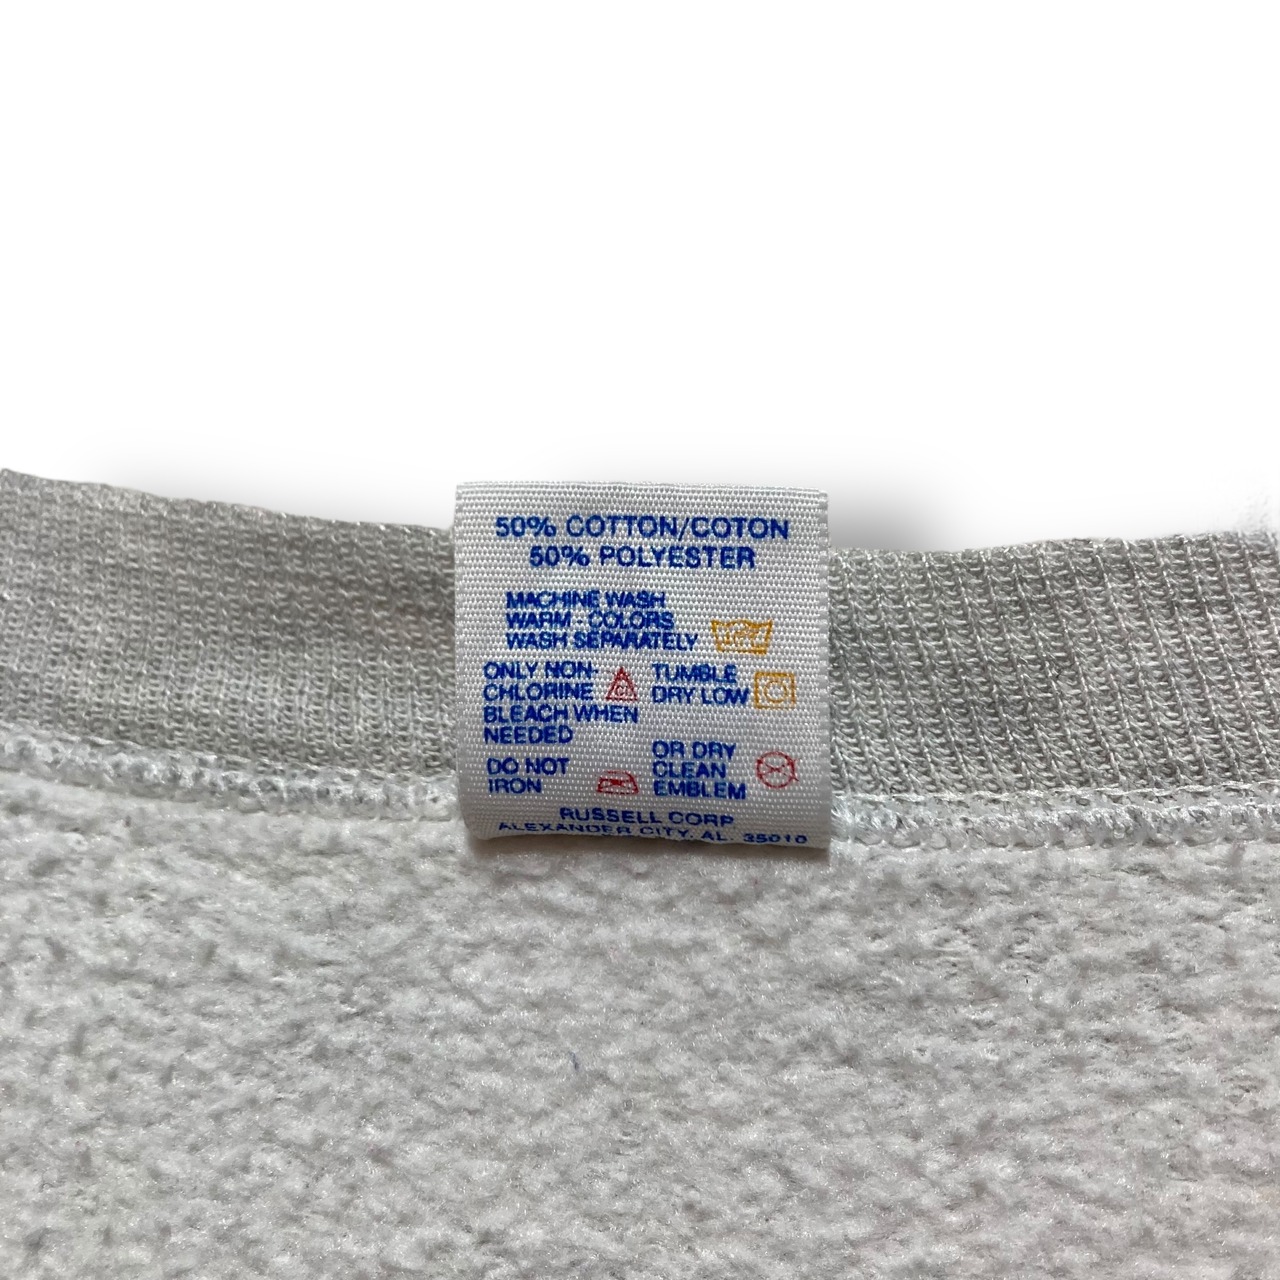 50% COTTON/COTON
50% POLYESTER
MACHINE WASH
WARM - COLORS
WASH SEPARATELY
ONLY NON-
CHLORINE
BLEACH WHEN
NEEDED
TUMBLE
DRY LOW
DO NOT
IRON
OR DRY
CLEAN
EMBLEM
RUSSELL CORP
ALEXANDER CITY, AL. 35010